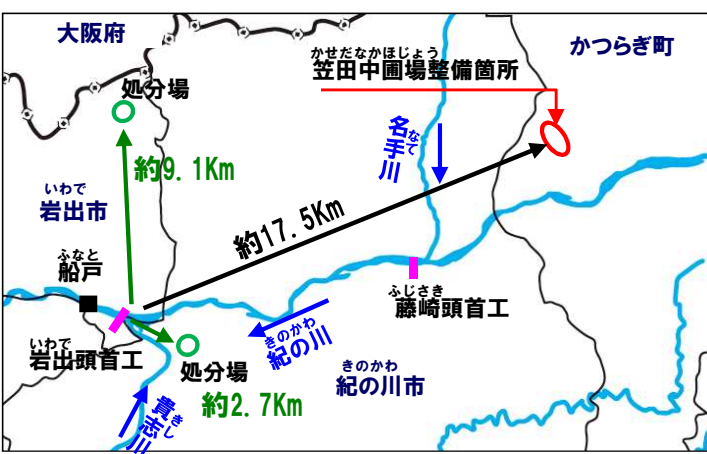 大阪府
かつらぎ町
かせだなかほじょう
笠田中圃場整備箇所
処分場
なて
名手川
約9.1Km
いわで
岩出市
約17.5Km
ふなと
船戸
ふじさき
藤崎頭首工
きのかわ
紀の川
いわで
岩出頭首工
処分場
きのかわ
紀の川市
約2.7Km
きし
貴志川